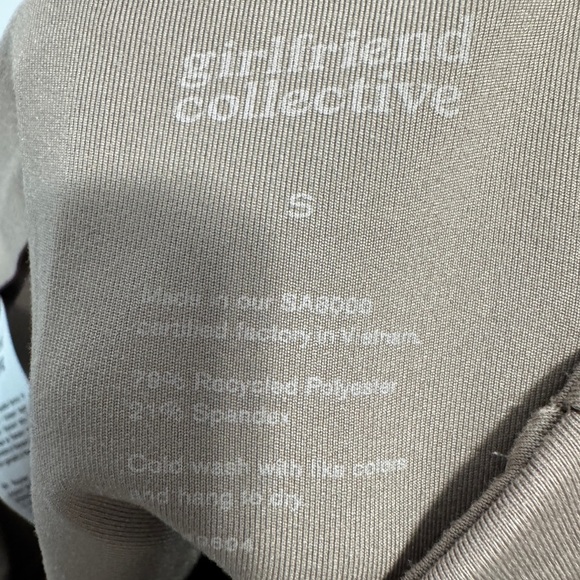 girlfriend
collective
S
Made in our SA8000
certified factory in Vietnam.
79% Recycled Polyester
21% Spandex
Cold wash with like colors
and hang to dry.